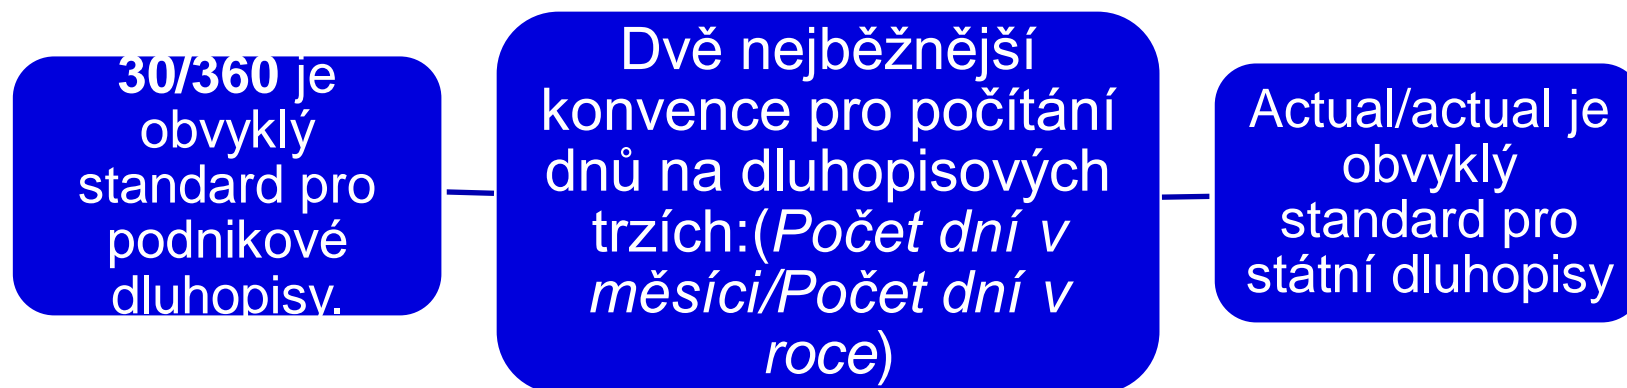 30/360 je
obvyklý
standard pro
podnikové
dluhopisy.
Dvě nejběžnější
konvence pro počítání
dnů na dluhopisových
trzích:(Počet dní v
měsíci/Počet dní v
roce)
Actual/actual je
obvyklý
standard pro
státní dluhopisy